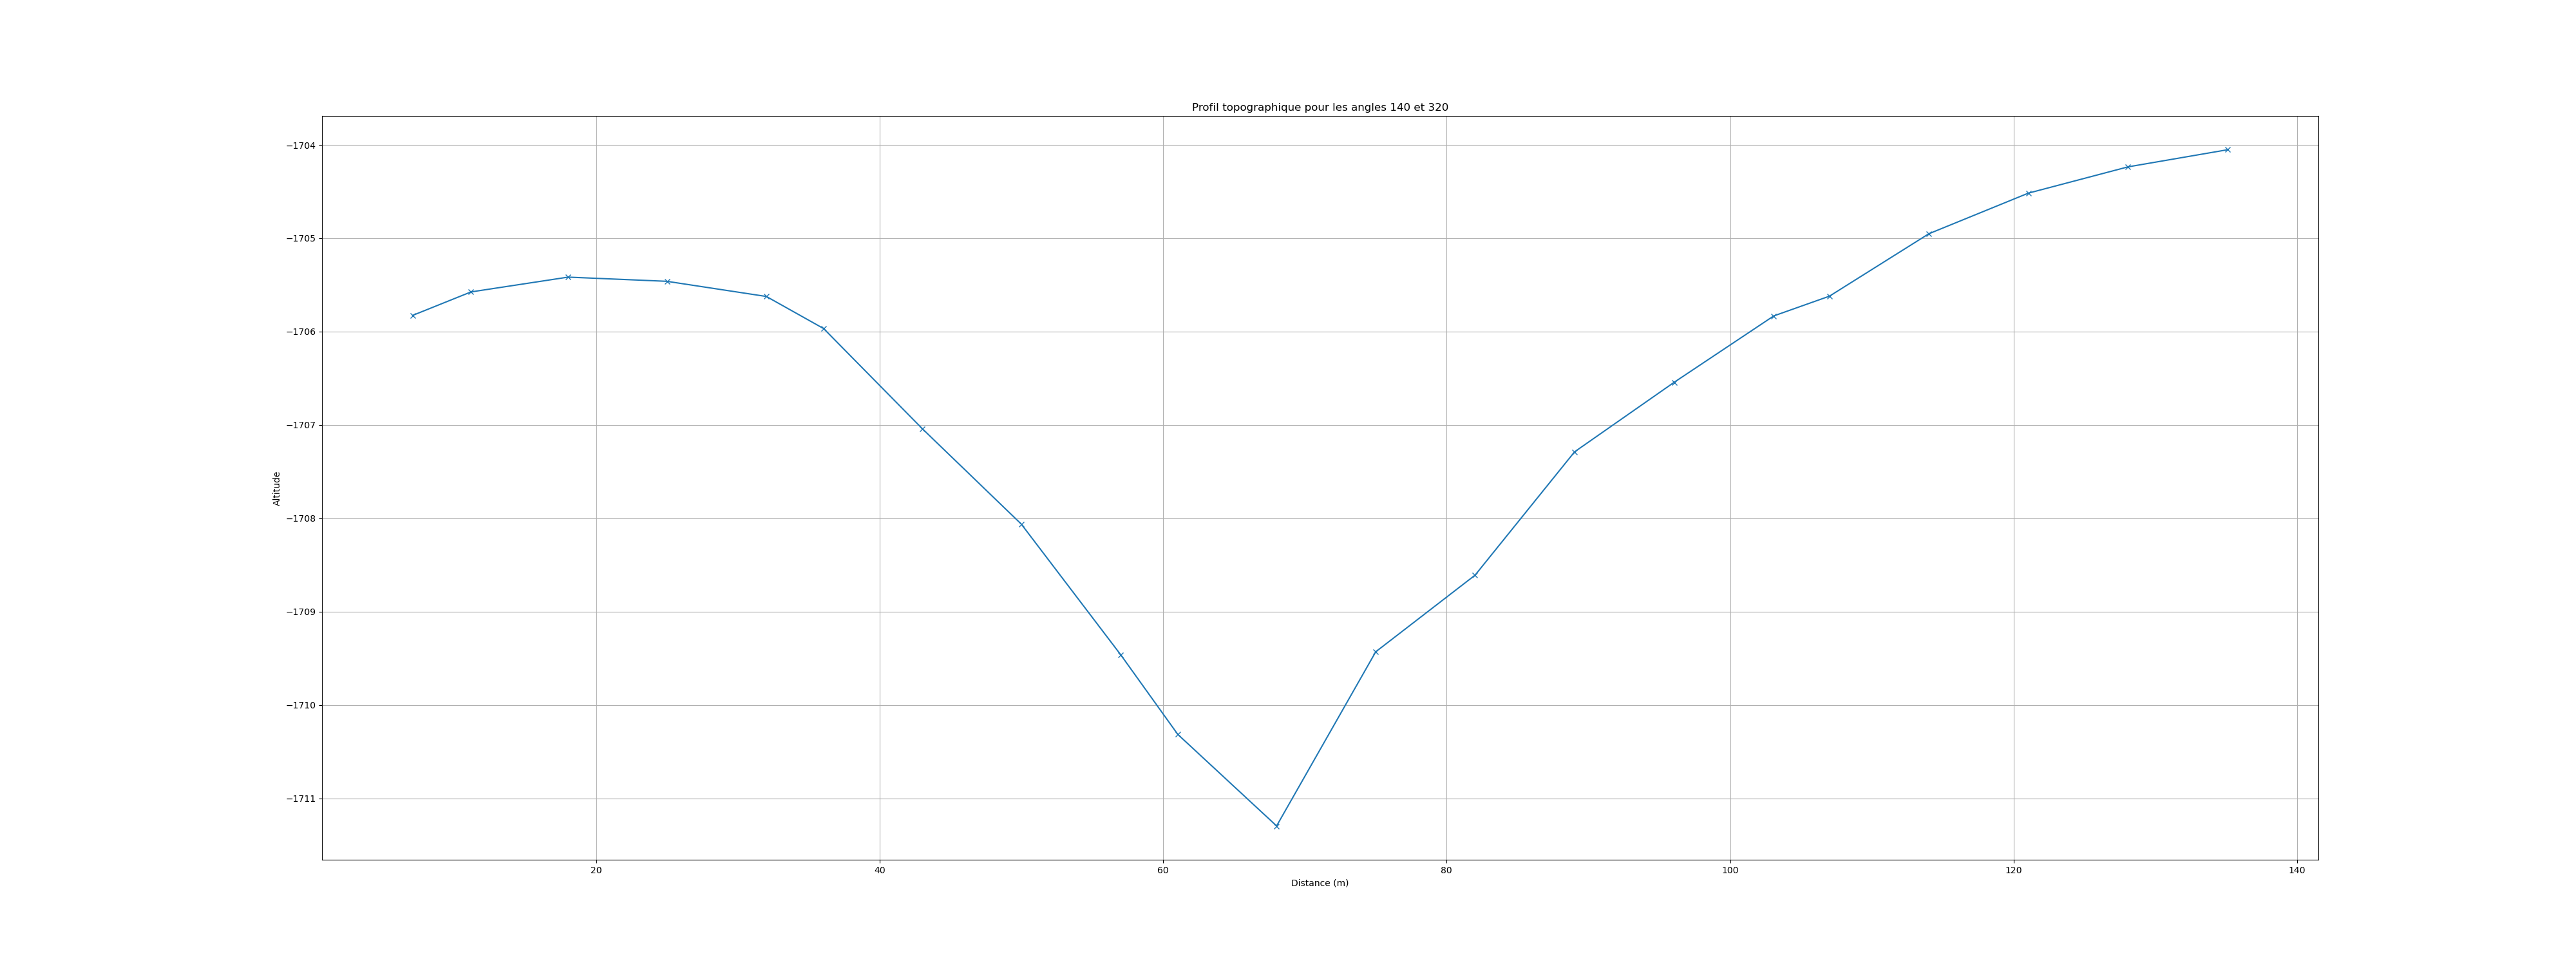 Profil topographique pour les angles 140 et 320
−1704
−1705
−1706
−1707
−1708
−1709
−1710
−1711
Altitude
20 40 60 80 100 120 140
Distance (m)